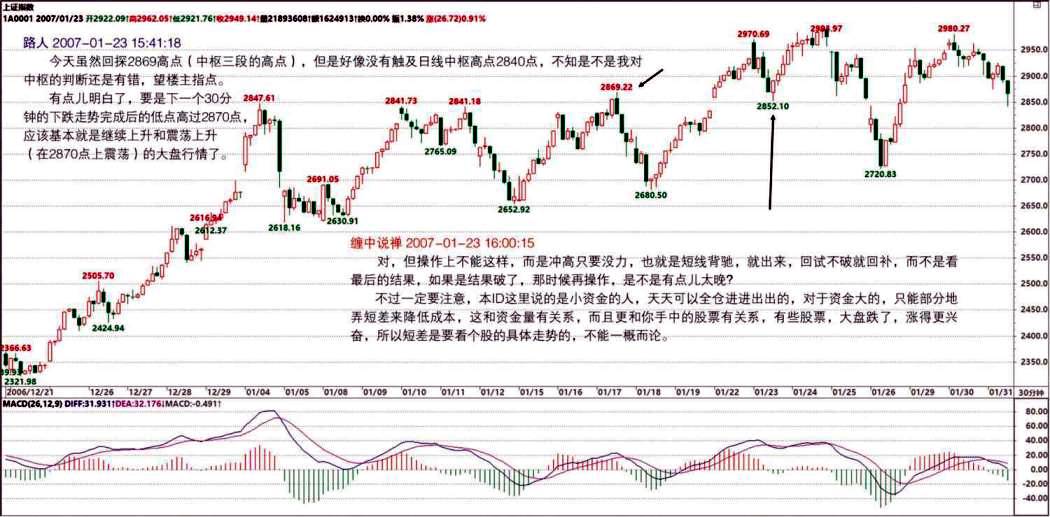 上证指数
1A0001 2007/01/23 开2922.09↑高2962.05↑低2921.76↑收2949.14↑量21893608↑额1624913↑换0.00% 振1.38% 涨(26.72)0.91%
路人 2007-01-23 15:41:18
今天虽然回探2869高点（中枢三段的高点），但是好像没有触及日线中枢高点2840点，不知是不是我对
中枢的判断还是有错，望楼主指点。
有点儿明白了，要是下一个30分
钟的下跌走势完成后的低点高过2870点，
应该基本就是继续上升和震荡上升
（在2870点上震荡）的大盘行情了。
2970.69
2980.27
2852.10
2847.61
2841.73
2841.18
2869.22
2765.09
2720.83
2691.05
2680.50
2652.92
2630.91
2618.16
2612.37
2505.70
2424.94
2366.63
2321.98
缠中说禅 2007-01-23 16:00:15
对，但操作上不能这样，而是冲高只要没力，也就是短线背驰，就出来，回试不破就回补，而不是看
最后的结果，如果是结果破了，那时候再操作，是不是有点儿太晚？
不过一定要注意，本ID这里说的是小资金的人，天天可以全仓进进出出的，对于资金大的，只能部分地
弄短差来降低成本，这和资金量有关系，而且更和你手中的股票有关系，有些股票，大盘跌了，涨得更兴
奋，所以短差是要看个股的具体走势的，不能一概而论。
2950.00
2900.00
2850.00
2800.00
2750.00
2700.00
2650.00
2600.00
2550.00
2500.00
2450.00
2400.00
2350.00
2006/12/21 12/26 12/27 12/28 12/29 01/04 01/05 01/08 01/09 01/10 01/11 01/12 01/15 01/16 01/17 01/18 01/19 01/22 01/23 01/24 01/25 01/26 01/29 01/30 01/31 30分钟
MACD(26,12,9) DIFF:31.931↑DEA:32.176↓MACD:-0.491↑
80.00
60.00
40.00
20.00
0.00
-20.00
-40.00